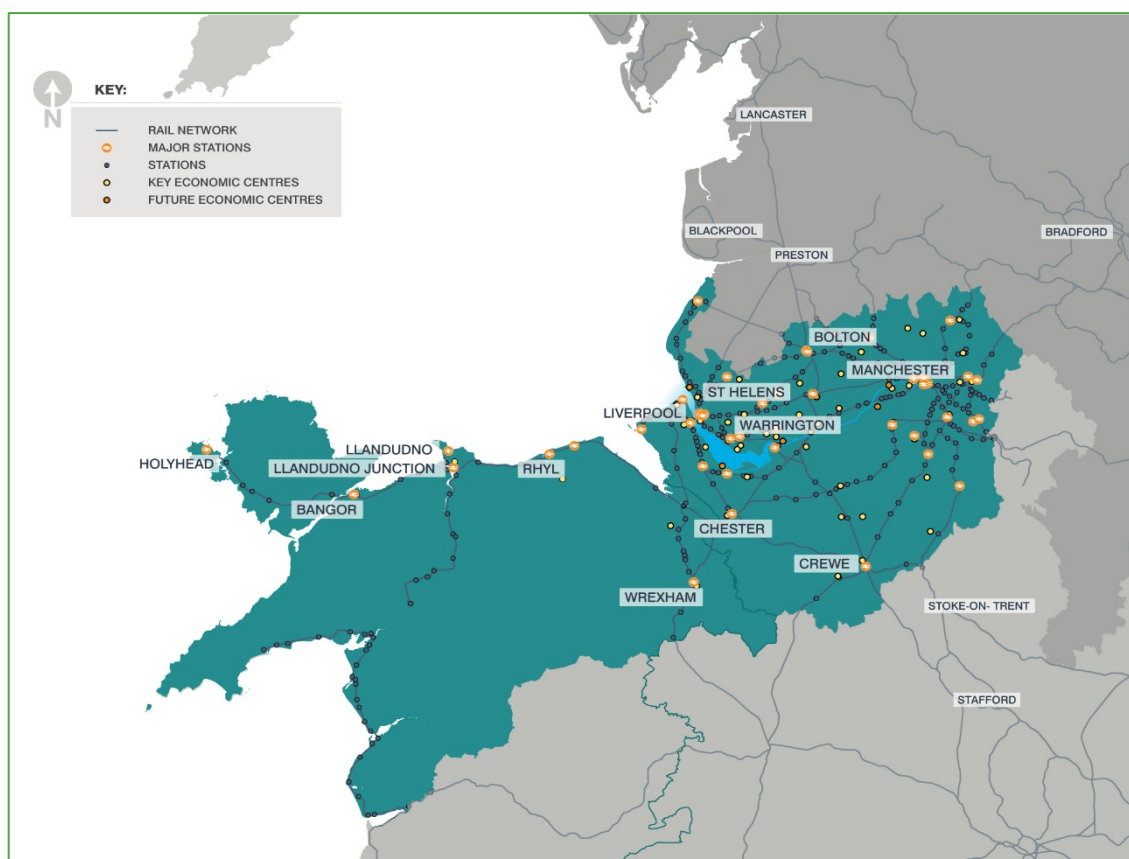 KEY:
N
RAIL NETWORK
MAJOR STATIONS
STATIONS
KEY ECONOMIC CENTRES
FUTURE ECONOMIC CENTRES
LANCASTER
BLACKPOOL
BRADFORD
PRESTON
BOLTON
MANCHESTER
ST HELENS
LIVERPOOL
WARRINGTON
LLANDUDNO
HOLYHEAD
LLANDUDNO JUNCTION
RHYL
BANGOR
CHESTER
CREWE
WREXHAM
STOKE-ON- TRENT
STAFFORD